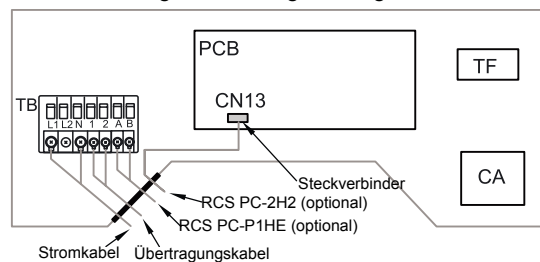 PCB
TF
CN13
TB
L1 L2 N 1 2 A B
Steckverbinder
CA
RCS PC-2H2 (optional)
RCS PC-P1HE (optional)
Stromkabel
Übertragungskabel